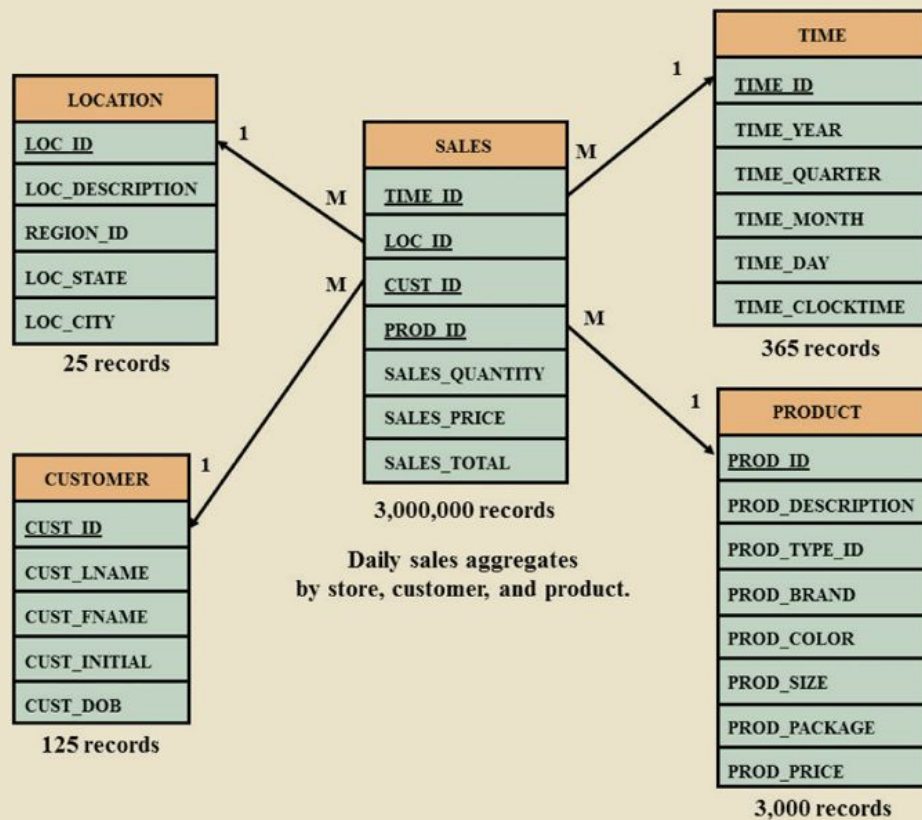 LOCATION
LOC_ID
LOC_DESCRIPTION
REGION_ID
LOC_STATE
LOC_CITY
25 records
1
M
SALES
TIME_ID
LOC_ID
CUST_ID
PROD_ID
SALES_QUANTITY
SALES_PRICE
SALES_TOTAL
3,000,000 records
Daily sales aggregates
by store, customer, and product.
M
1
TIME
TIME_ID
TIME_YEAR
TIME_QUARTER
TIME_MONTH
TIME_DAY
TIME_CLOCKTIME
365 records
M
1
CUSTOMER
CUST_ID
CUST_LNAME
CUST_FNAME
CUST_INITIAL
CUST_DOB
125 records
M
1
PRODUCT
PROD_ID
PROD_DESCRIPTION
PROD_TYPE_ID
PROD_BRAND
PROD_COLOR
PROD_SIZE
PROD_PACKAGE
PROD_PRICE
3,000 records